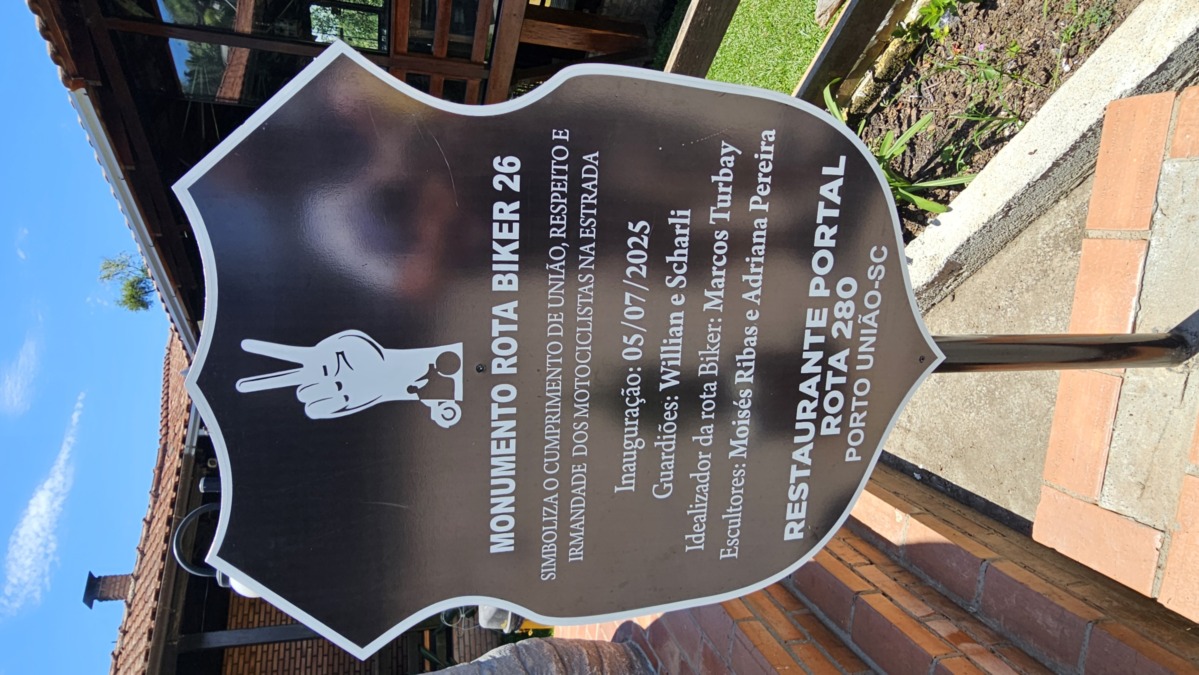 MONUMENTO ROTA BIKER 26
SIMBOLIZA O CUMPRIMENTO DE UNIÃO, RESPEITO E
IRMANDADE DOS MOTOCICLISTAS NA ESTRADA
Inauguração: 05/07/2025
Guardiões: Willian e Scharli
Idealizador da rota Biker: Marcos Turbay
Escultores: Moisés Ribas e Adriana Pereira
RESTAURANTE PORTAL
ROTA 280
PORTO UNIÃO-SC